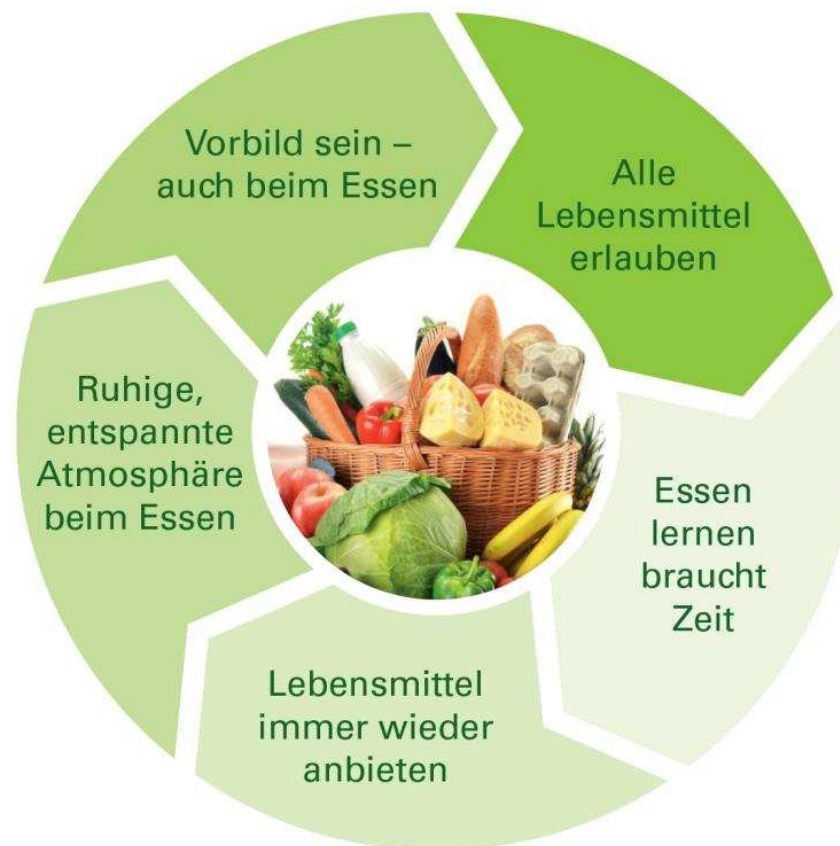 Vorbild sein –
auch beim Essen
Alle
Lebensmittel
erlauben
Ruhige,
entspannte
Atmosphäre
beim Essen
Essen
lernen
braucht
Zeit
Lebensmittel
immer wieder
anbieten